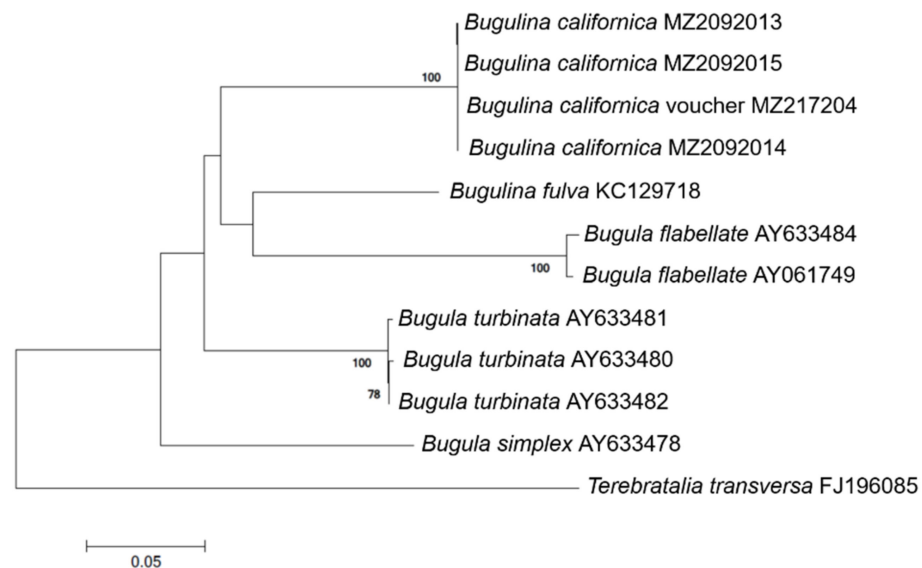 Bugulina californica MZ2092013
100
Bugulina californica MZ2092015
Bugulina californica voucher MZ217204
Bugulina californica MZ2092014
Bugulina fulva KC129718
Bugula flabellate AY633484
100
Bugula flabellate AY061749
Bugula turbinata AY633481
100
Bugula turbinata AY633480
78
Bugula turbinata AY633482
Bugula simplex AY633478
Terebratalia transversa FJ196085
0.05